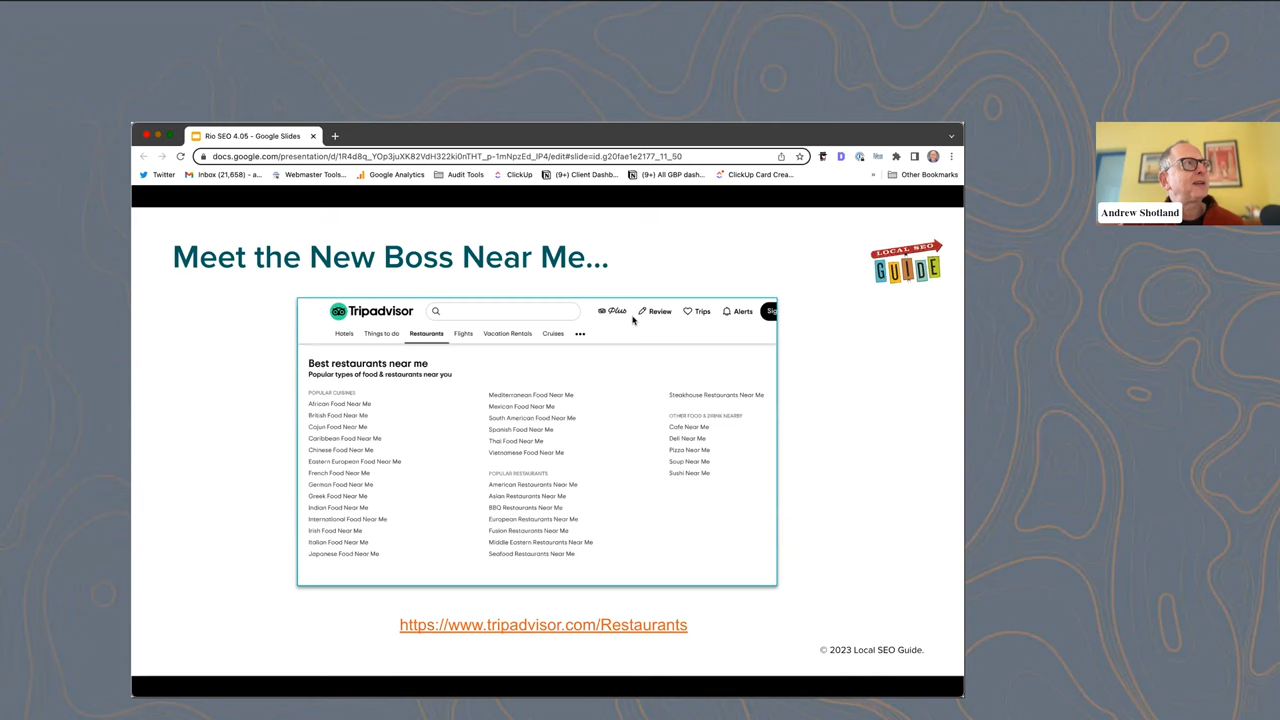 Rio SEO 4.05 - Google Slides
docs.google.com/presentation/d/1R4d8q_YOp3juXK82VdH322ki0nTHT_p-1mNpzEd_IP4/edit#slide=id.g20fae1e2177_11_50
Twitter
Inbox (21,658) - a...
Webmaster Tools...
Google Analytics
Audit Tools
ClickUp
(9+) Client Dashb...
(9+) All GBP dash...
ClickUp Card Crea...
Other Bookmarks
Meet the New Boss Near Me...
LOCAL SEO
GUIDE
Tripadvisor
Plus
Review
Trips
Alerts
Sig
Hotels
Things to do
Restaurants
Flights
Vacation Rentals
Cruises
Best restaurants near me
Popular types of food & restaurants near you
POPULAR CUISINES
African Food Near Me
British Food Near Me
Cajun Food Near Me
Caribbean Food Near Me
Chinese Food Near Me
Eastern European Food Near Me
French Food Near Me
German Food Near Me
Greek Food Near Me
Indian Food Near Me
International Food Near Me
Irish Food Near Me
Italian Food Near Me
Japanese Food Near Me
Mediterranean Food Near Me
Mexican Food Near Me
South American Food Near Me
Spanish Food Near Me
Thai Food Near Me
Vietnamese Food Near Me
POPULAR RESTAURANTS
American Restaurants Near Me
Asian Restaurants Near Me
BBQ Restaurants Near Me
European Restaurants Near Me
Fusion Restaurants Near Me
Middle Eastern Restaurants Near Me
Seafood Restaurants Near Me
Steakhouse Restaurants Near Me
OTHER FOOD & DRINK NEARBY
Cafe Near Me
Deli Near Me
Pizza Near Me
Soup Near Me
Sushi Near Me
https://www.tripadvisor.com/Restaurants
© 2023 Local SEO Guide.
Andrew Shotland